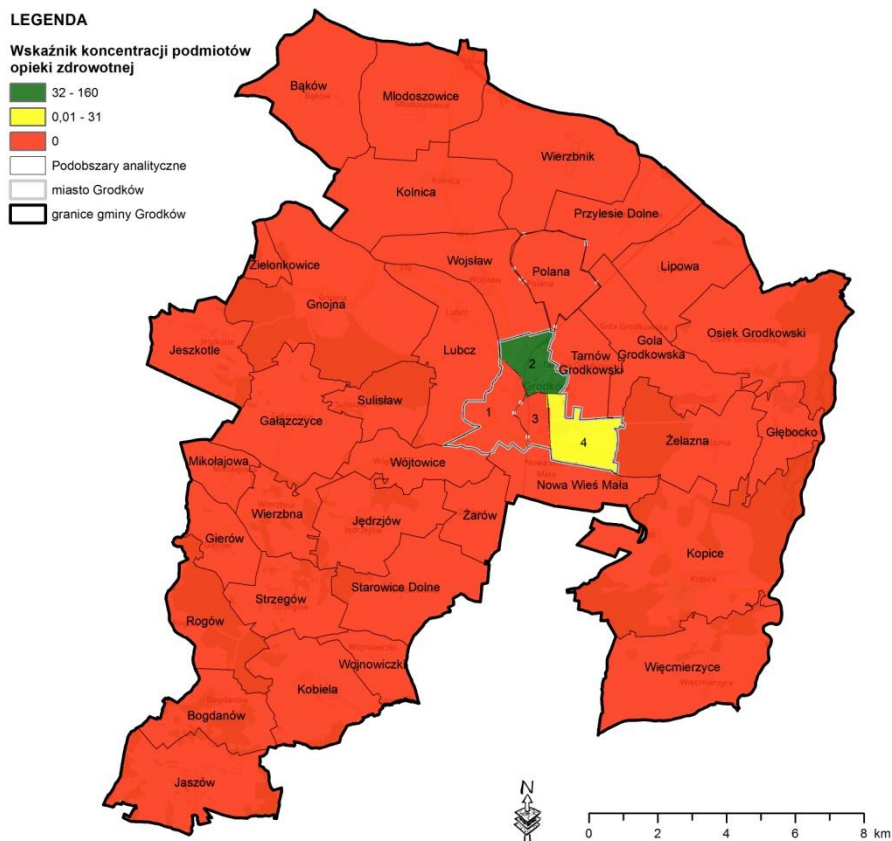 LEGENDA
Wskaźnik koncentracji podmiotów
opieki zdrowotnej
32 - 160
0,01 - 31
0
Podobszary analityczne
miasto Grodków
granice gminy Grodków
Bąków
Młodoszowice
Wierzbnik
Kolnica
Przylesie Dolne
Wojsław
Polana
Lipowa
Zielonkowice
Gnojna
Osiek Grodkowski
Jeszkotle
Lubcz
Tarnów
Grodkowski
Gola
Grodkowska
2
Sulisław
1
3
4
Gałązczyce
Żelazna
Głębocko
Mikołajowa
Wójtowice
Nowa Wieś Mała
Wierzbna
Jędrzjów
Żarów
Gierów
Kopice
Strzegów
Starowice Dolne
Rogów
Wojnowiczki
Więcmierzyce
Kobiela
Bogdanów
Jaszów
N
0 2 4 6 8 km